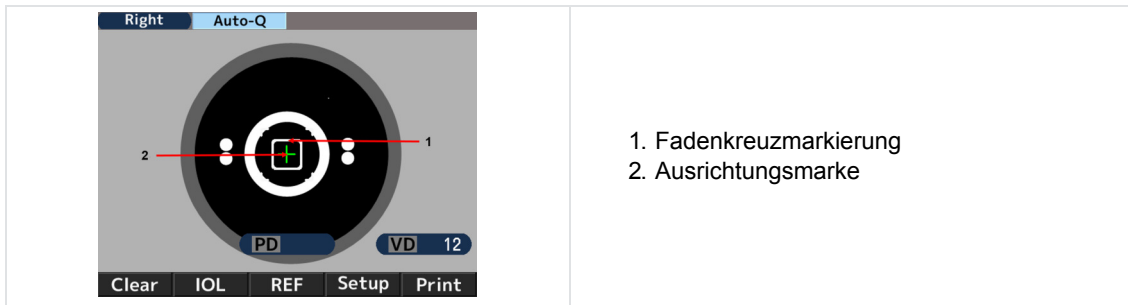 Right Auto-Q
1
2
PD VD 12
Clear IOL REF Setup Print
1. Fadenkreuzmarkierung
2. Ausrichtungsmarke